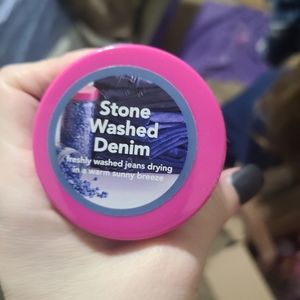 Stone
Washed
Denim
freshly washed jeans drying
in a warm sunny breeze